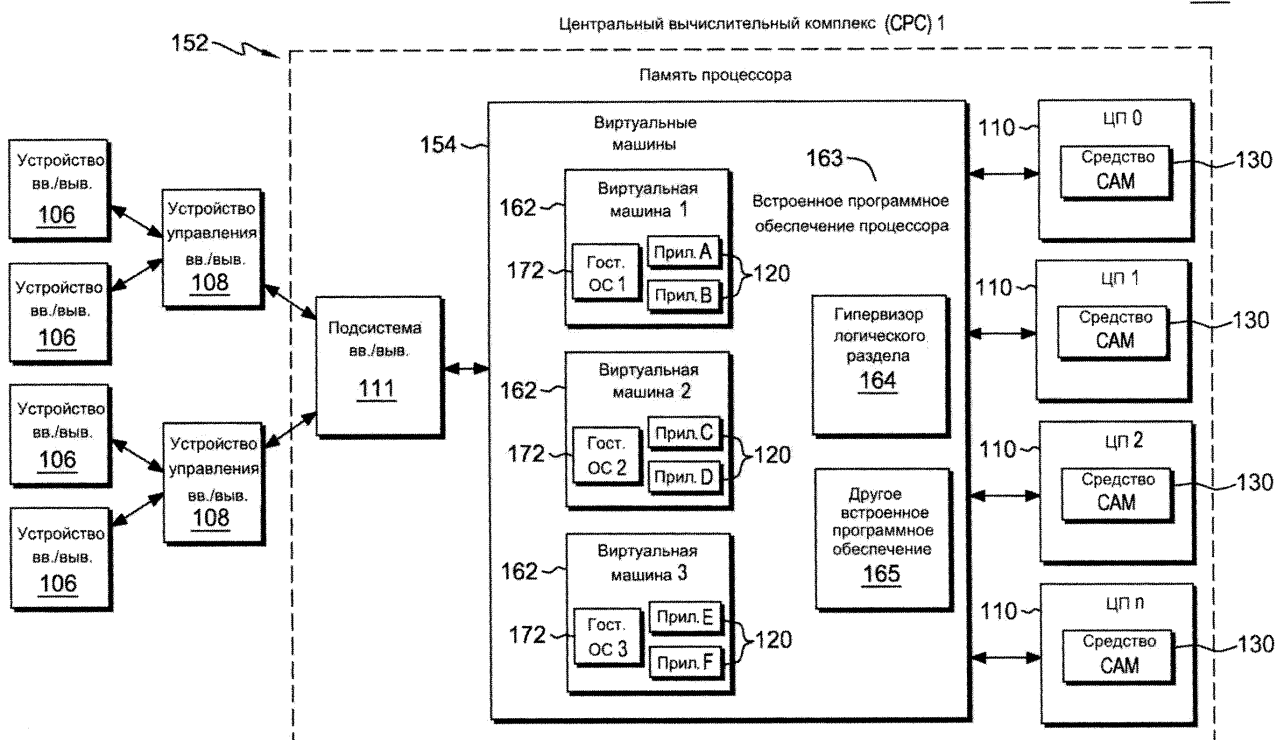 Центральный вычислительный комплекс (CPC) 1
152
Память процессора
Устройство
вв./выв.
106
Устройство
вв./выв.
106
Устройство
вв./выв.
106
Устройство
вв./выв.
106
Устройство
управления
вв./выв.
108
Устройство
управления
вв./выв.
108
Подсистема
вв./выв.
111
154
Виртуальные
машины
162
Виртуальная
машина 1
172
Гост.
ОС 1
Прил. A
Прил. B
120
162
Виртуальная
машина 2
172
Гост.
ОС 2
Прил. C
Прил. D
120
162
Виртуальная
машина 3
172
Гост.
ОС 3
Прил. E
Прил. F
120
163
Встроенное программное
обеспечение процессора
Гипервизор
логического
раздела
164
Другое
встроенное
программное
обеспечение
165
110
ЦП 0
Средство
CAM
130
110
ЦП 1
Средство
CAM
130
110
ЦП 2
Средство
CAM
130
110
ЦП n
Средство
CAM
130